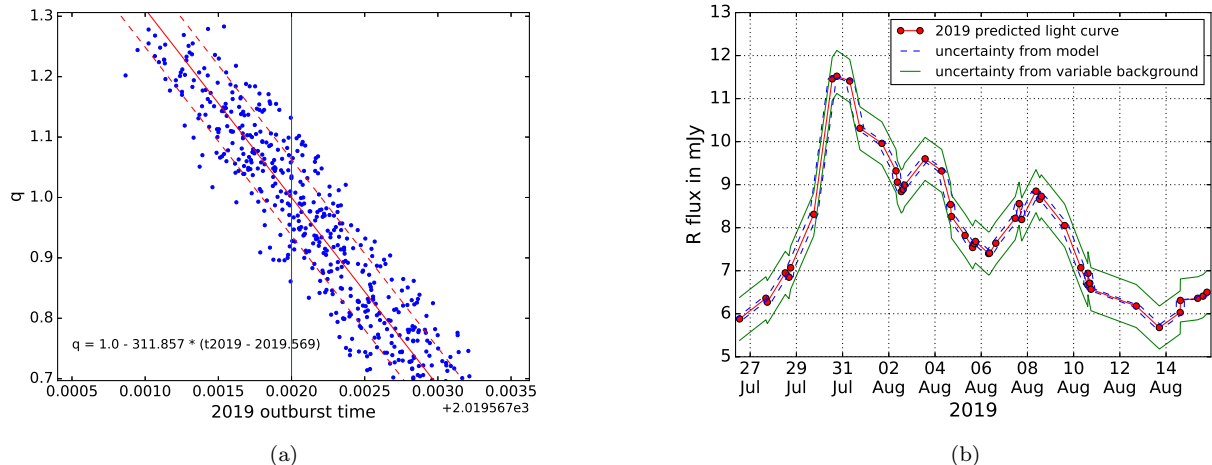 1.3
1.2
1.1
1.0
0.9
0.8
0.7
q
q = 1.0 - 311.857 * (t2019 - 2019.569)
0.0005 0.0010 0.0015 0.0020 0.0025 0.0030 0.0035
2019 outburst time
+2.019567e3
(a)
13
12
11
10
9
8
7
6
5
R flux in mJy
2019 predicted light curve
uncertainty from model
uncertainty from variable background
27 29 31 02 04 06 08 10 12 14
Jul Jul Jul Aug Aug Aug Aug Aug Aug Aug
2019
(b)